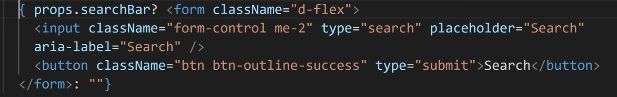 { props.searchBar? <form className="d-flex">
<input className="form-control me-2" type="search" placeholder="Search"
aria-label="Search" />
<button className="btn btn-outline-success" type="submit">Search</button>
</form>: ""}